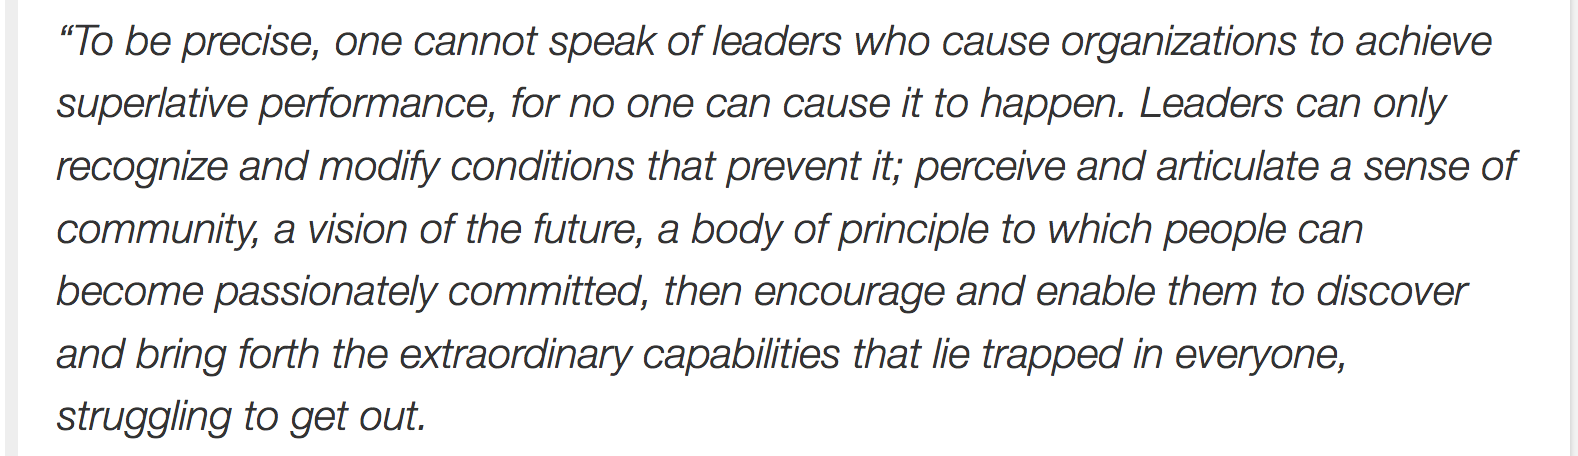 “To be precise, one cannot speak of leaders who cause organizations to achieve
superlative performance, for no one can cause it to happen. Leaders can only
recognize and modify conditions that prevent it; perceive and articulate a sense of
community, a vision of the future, a body of principle to which people can
become passionately committed, then encourage and enable them to discover
and bring forth the extraordinary capabilities that lie trapped in everyone,
struggling to get out.